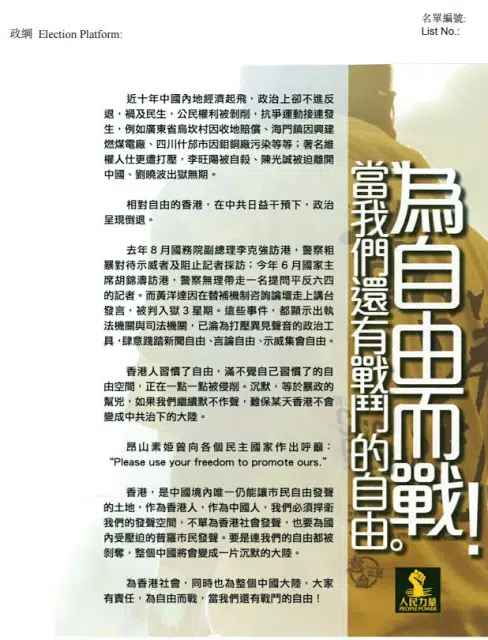 政綱 Election Platform:
名單編號:
List No.:
近十年中國內地經濟起飛，政治上卻不進反
退，禍及民生，公民權利被剝削，抗爭運動接連發
生，例如廣東省烏坎村因收地賠償、海門鎮因興建
燃煤電廠、四川什邡市因鉬銅廠污染等等；著名維
權人仕更遭打壓，李旺陽被自殺、陳光誠被迫離開
中國、劉曉波出獄無期。
相對自由的香港，在中共日益干預下，政治
呈現倒退。
去年8月國務院副總理李克強訪港，警察粗
暴對待示威者及阻止記者採訪；今年6月國家主
席胡錦濤訪港，警察無理帶走一名提問平反六四
的記者。而黃洋達因在替補機制咨詢論壇走上講台
發言，被判入獄3星期。這些事件，都顯示出執
法機關與司法機關，已淪為打壓異見聲音的政治工
具，肆意踐踏新聞自由、言論自由、示威集會自由。
香港人習慣了自由，滿不覺自己習慣了的自
由空間，正在一點一點被侵削。沉默，等於暴政的
幫兇，如果我們繼續默不作聲，難保某天香港不會
變成中共治下的大陸。
昂山素姬曾向各個民主國家作出呼籲：
“Please use your freedom to promote ours.”
香港，是中國境內唯一仍能讓市民自由發聲
的土地，作為香港人，作為中國人，我們必須捍衛
我們的發聲空間，不單為香港社會發聲，也要為國
內受壓迫的普羅市民發聲。要是連我們的自由都被
剝奪，整個中國將會變成一片沉默的大陸。
為香港社會，同時也為整個中國大陸，大家
有責任，為自由而戰，當我們還有戰鬥的自由！
為自由而戰！
當我們還有戰鬥的自由。
人民力量
PEOPLE POWER